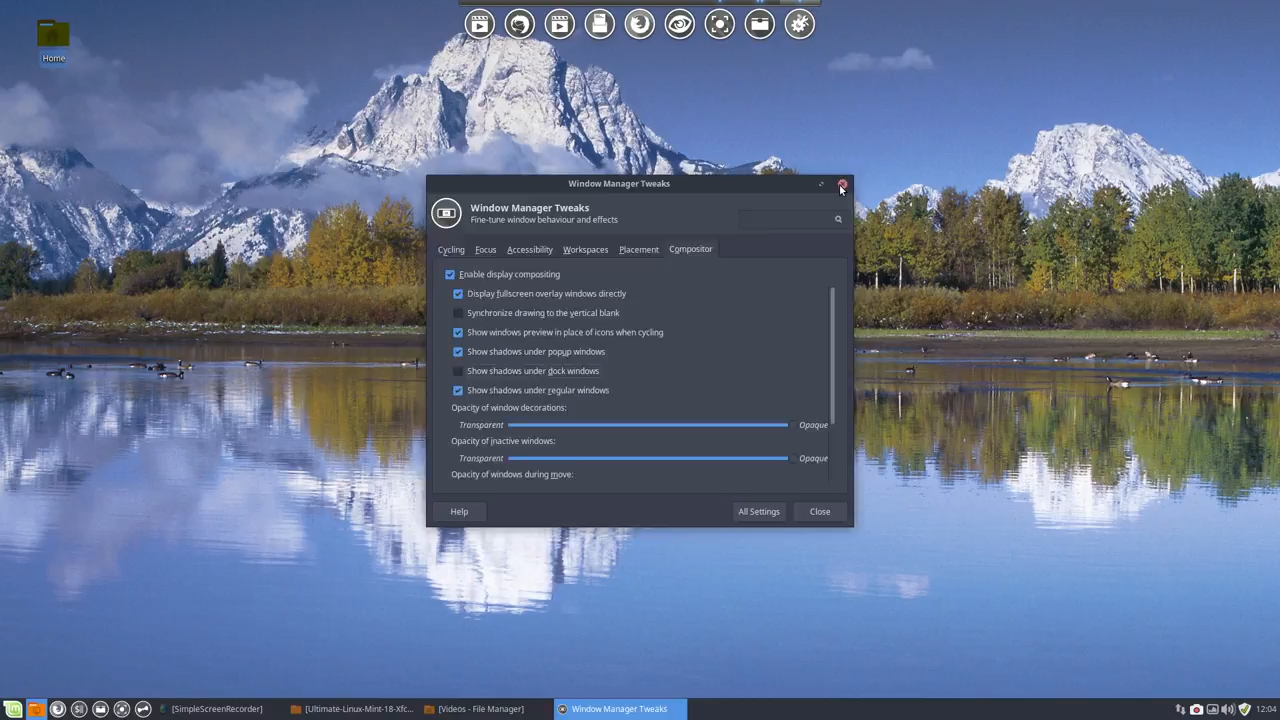 Home
Window Manager Tweaks
Window Manager Tweaks
Fine-tune window behaviour and effects
Cycling Focus Accessibility Workspaces Placement Compositor
Enable display compositing
Display fullscreen overlay windows directly
Synchronize drawing to the vertical blank
Show windows preview in place of icons when cycling
Show shadows under popup windows
Show shadows under dock windows
Show shadows under regular windows
Opacity of window decorations:
Transparent Opaque
Opacity of inactive windows:
Transparent Opaque
Opacity of windows during move:
Help All Settings Close
[SimpleScreenRecorder] [Ultimate-Linux-Mint-18-Xfc... [Videos - File Manager] Window Manager Tweaks 12:04